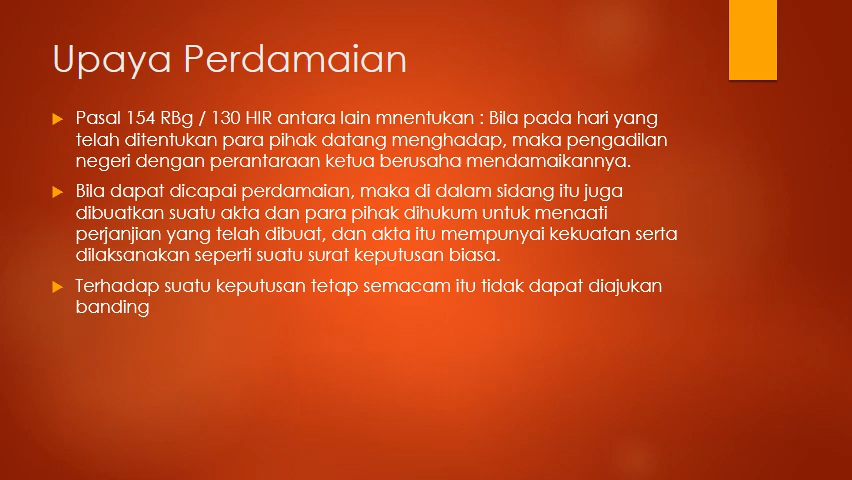 Upaya Perdamaian
Pasal 154 RBg / 130 HIR antara lain mnentukan : Bila pada hari yang
telah ditentukan para pihak datang menghadap, maka pengadilan
negeri dengan perantaraan ketua berusaha mendamaikannya.
Bila dapat dicapai perdamaian, maka di dalam sidang itu juga
dibuatkan suatu akta dan para pihak dihukum untuk menaati
perjanjian yang telah dibuat, dan akta itu mempunyai kekuatan serta
dilaksanakan seperti suatu surat keputusan biasa.
Terhadap suatu keputusan tetap semacam itu tidak dapat diajukan
banding